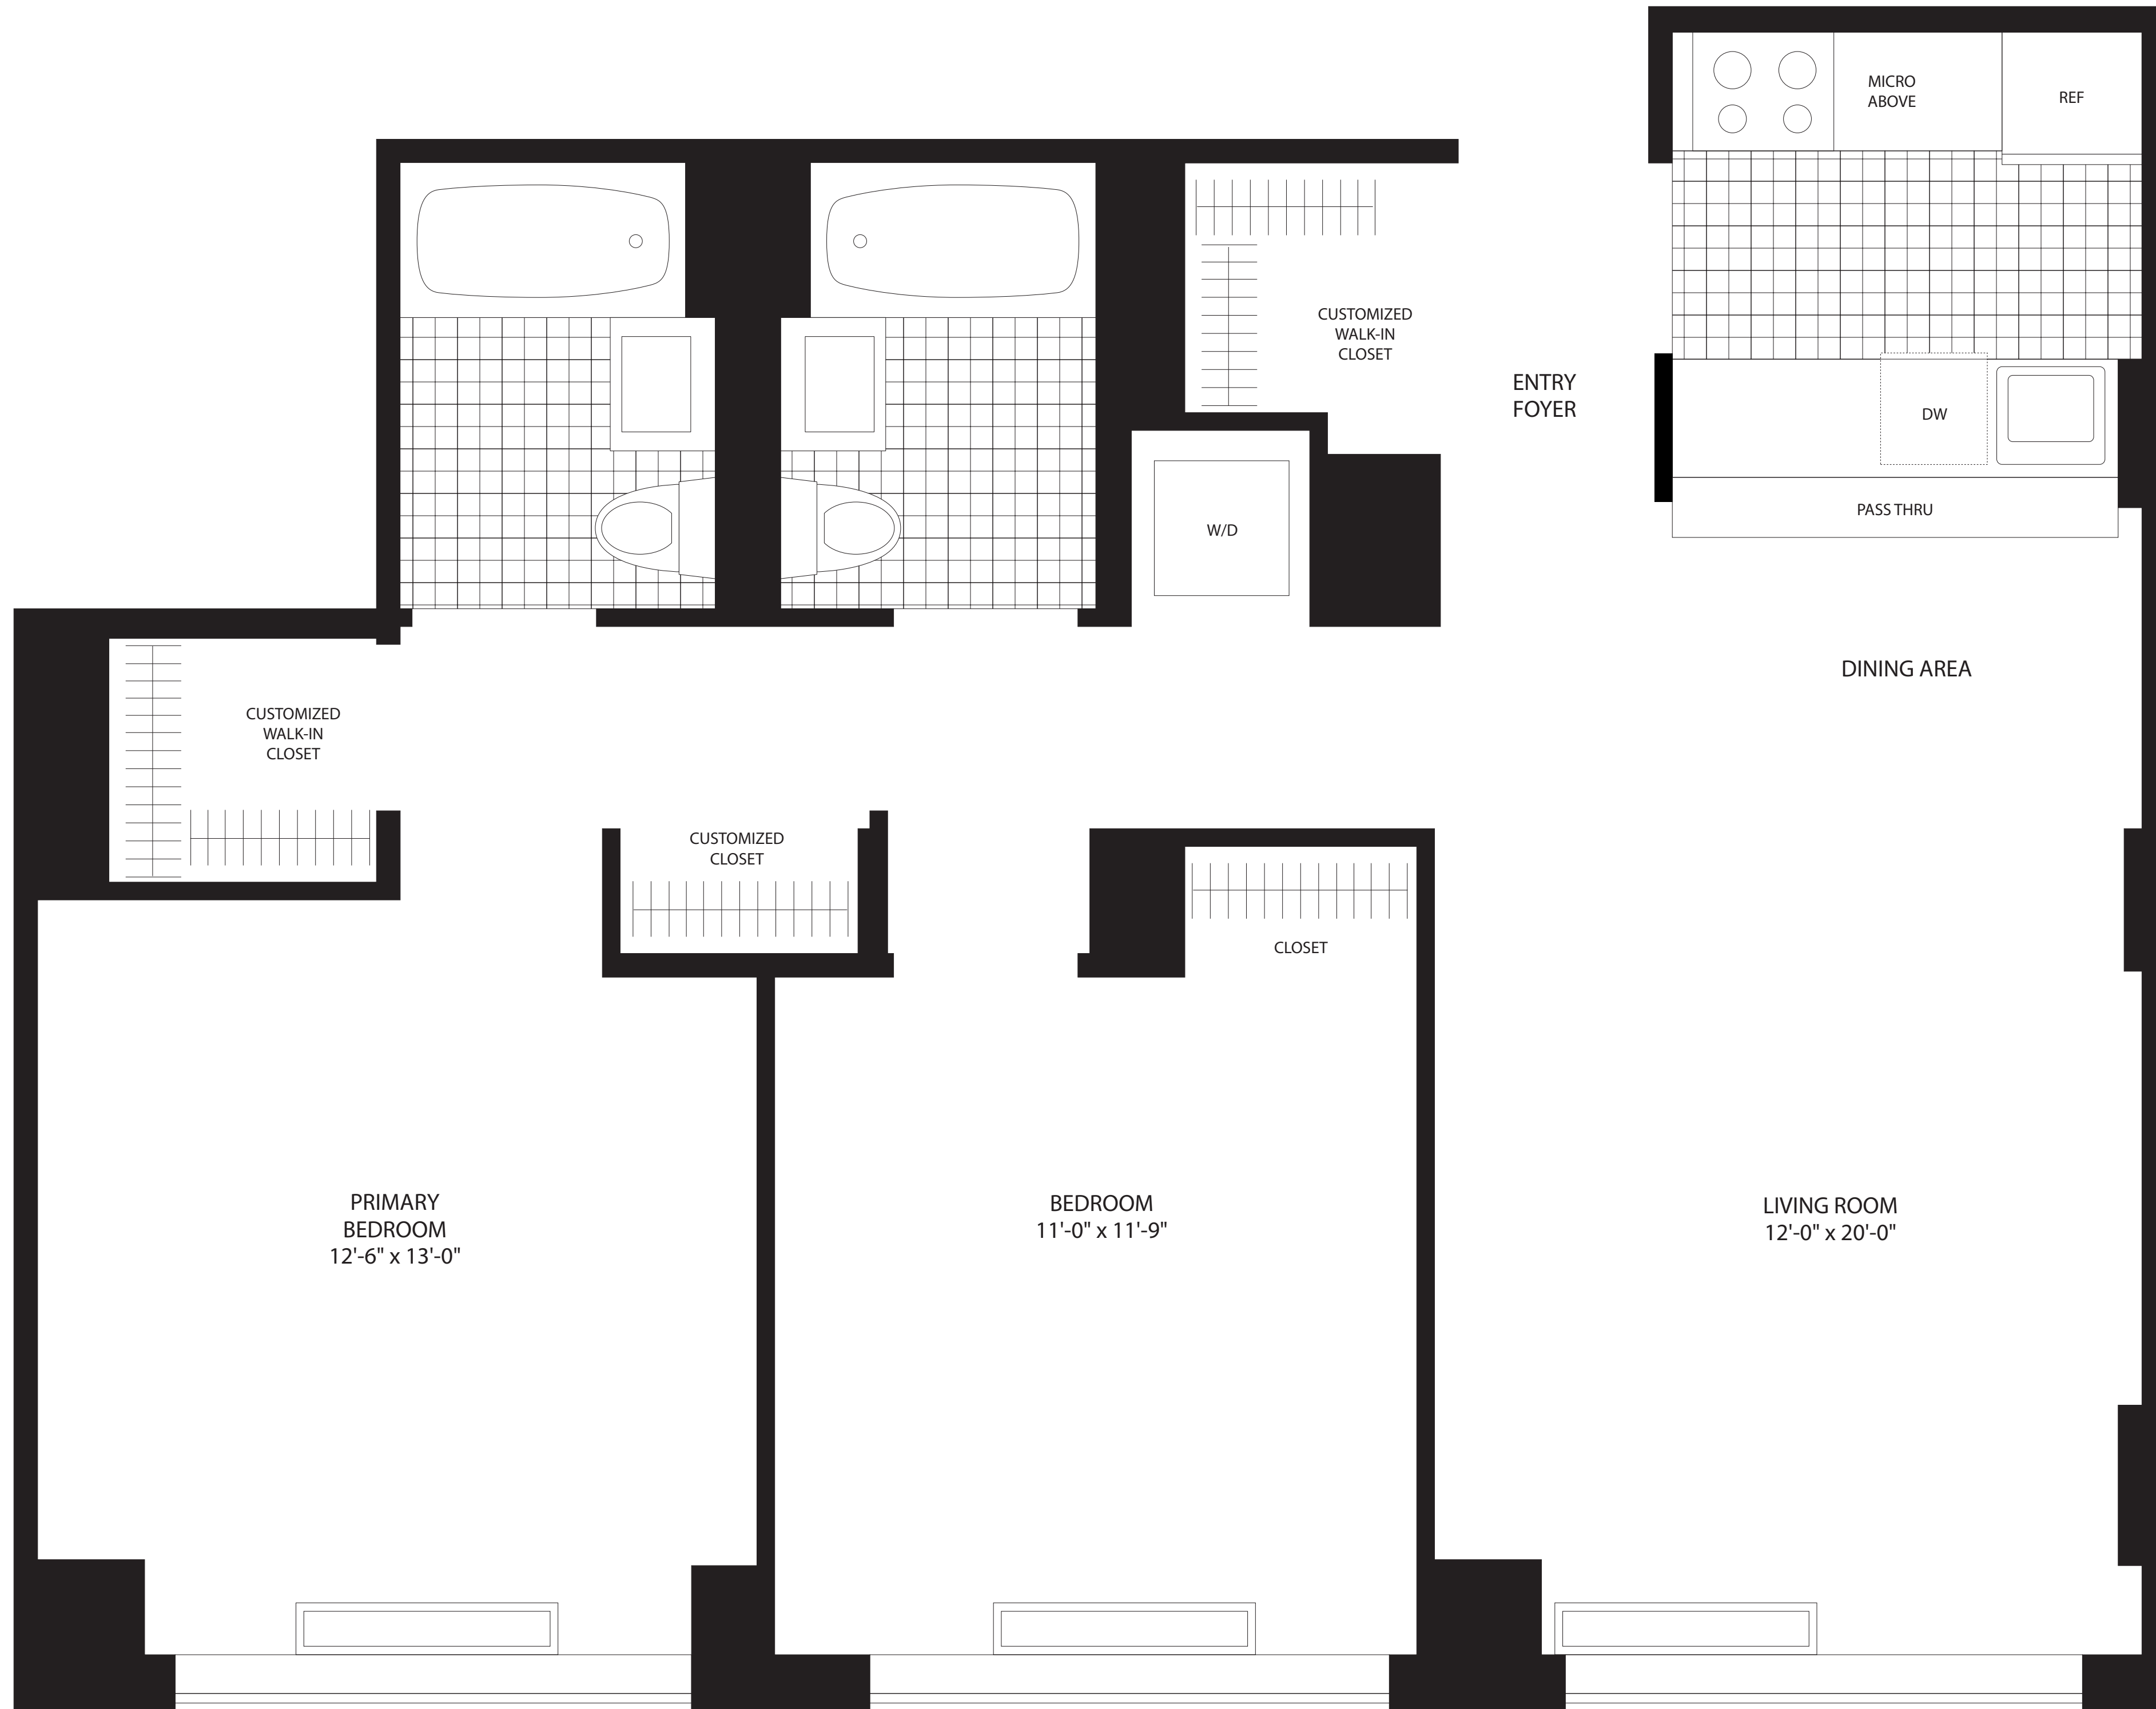 MICRO
ABOVE
REF
CUSTOMIZED
WALK-IN
CLOSET
ENTRY
FOYER
DW
PASS THRU
W/D
DINING AREA
CUSTOMIZED
WALK-IN
CLOSET
CUSTOMIZED
CLOSET
CLOSET
PRIMARY
BEDROOM
12'-6" x 13'-0"
BEDROOM
11'-0" x 11'-9"
LIVING ROOM
12'-0" x 20'-0"